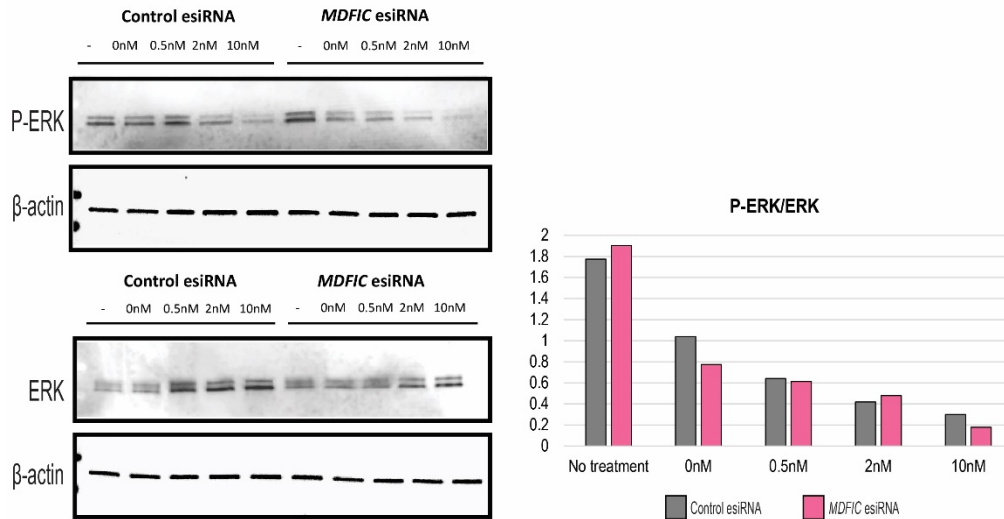 Control esiRNA MDFIC esiRNA
- 0nM 0.5nM 2nM 10nM - 0nM 0.5nM 2nM 10nM
P-ERK
β-actin
Control esiRNA MDFIC esiRNA
- 0nM 0.5nM 2nM 10nM - 0nM 0.5nM 2nM 10nM
ERK
β-actin
P-ERK/ERK
2
1.8
1.6
1.4
1.2
1
0.8
0.6
0.4
0.2
0
No treatment 0nM 0.5nM 2nM 10nM
Control esiRNA MDFIC esiRNA